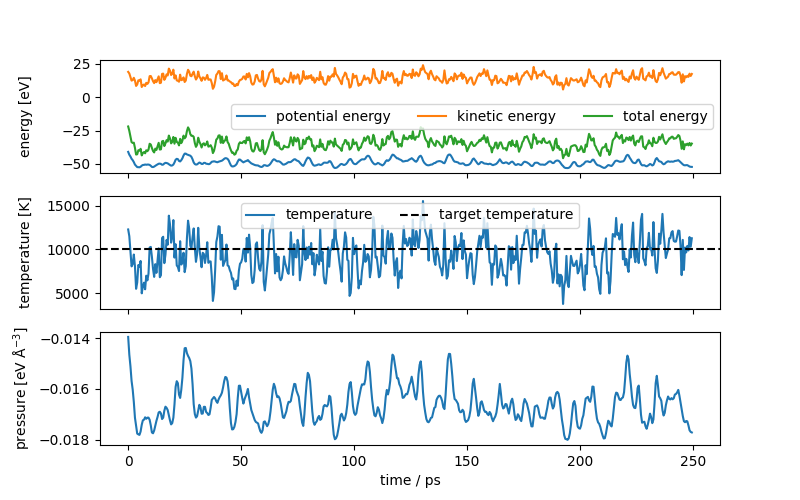 25
0
−25
−50
energy [eV]
potential energy kinetic energy total energy
15000
10000
5000
temperature [K]
temperature target temperature
−0.014
−0.016
−0.018
pressure [eV Å⁻³]
0 50 100 150 200 250
time / ps